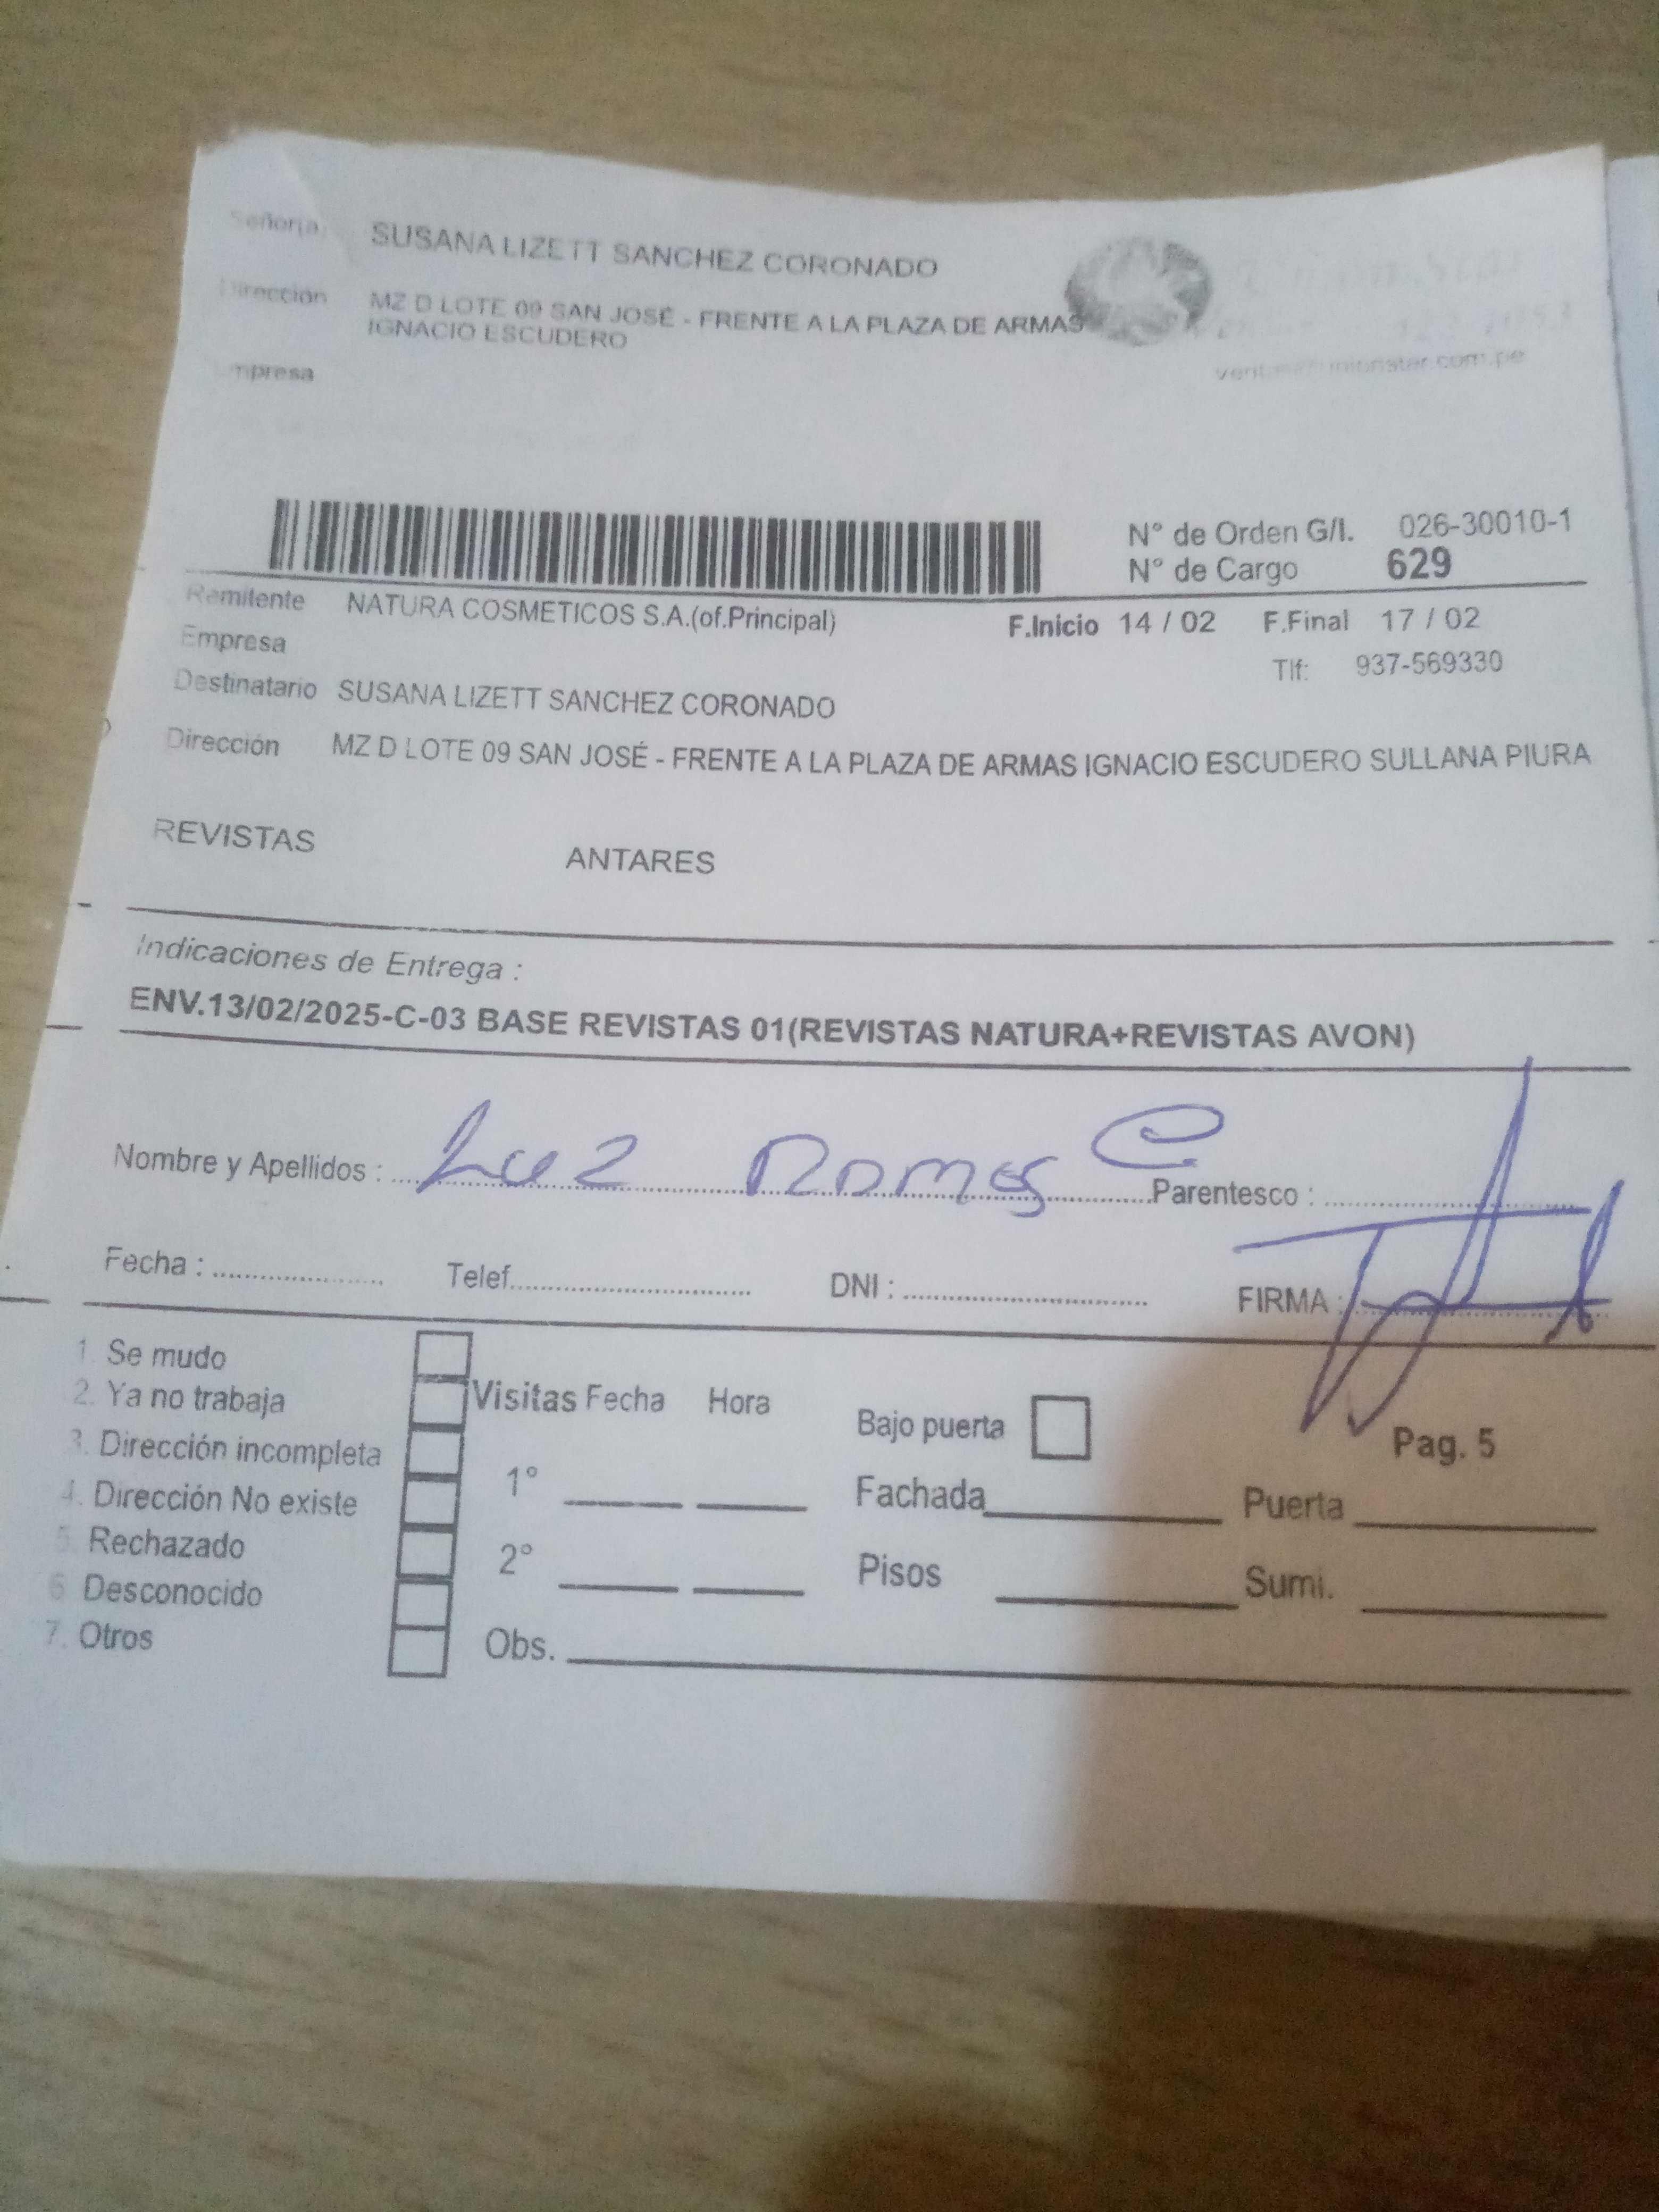 Señor(a)
SUSANA LIZETT SANCHEZ CORONADO
Dirección
MZ D LOTE 09 SAN JOSÉ - FRENTE A LA PLAZA DE ARMAS
IGNACIO ESCUDERO
Empresa
N° de Orden G/I. 026-30010-1
N° de Cargo 629
Remitente NATURA COSMETICOS S.A.(of.Principal) F.Inicio 14 / 02 F.Final 17 / 02
Empresa
Tlf: 937-569330
Destinatario SUSANA LIZETT SANCHEZ CORONADO
Dirección MZ D LOTE 09 SAN JOSÉ - FRENTE A LA PLAZA DE ARMAS IGNACIO ESCUDERO SULLANA PIURA
REVISTAS ANTARES
Indicaciones de Entrega :
ENV.13/02/2025-C-03 BASE REVISTAS 01(REVISTAS NATURA+REVISTAS AVON)
Nombre y Apellidos : Luz Ramos C Parentesco :
Fecha : Telef. DNI : FIRMA :
1. Se mudo
2. Ya no trabaja
3. Dirección incompleta
4. Dirección No existe
5. Rechazado
6 Desconocido
7. Otros
Visitas Fecha Hora
1°
2°
Obs.
Bajo puerta
Pag. 5
Fachada Puerta
Pisos Sumi.